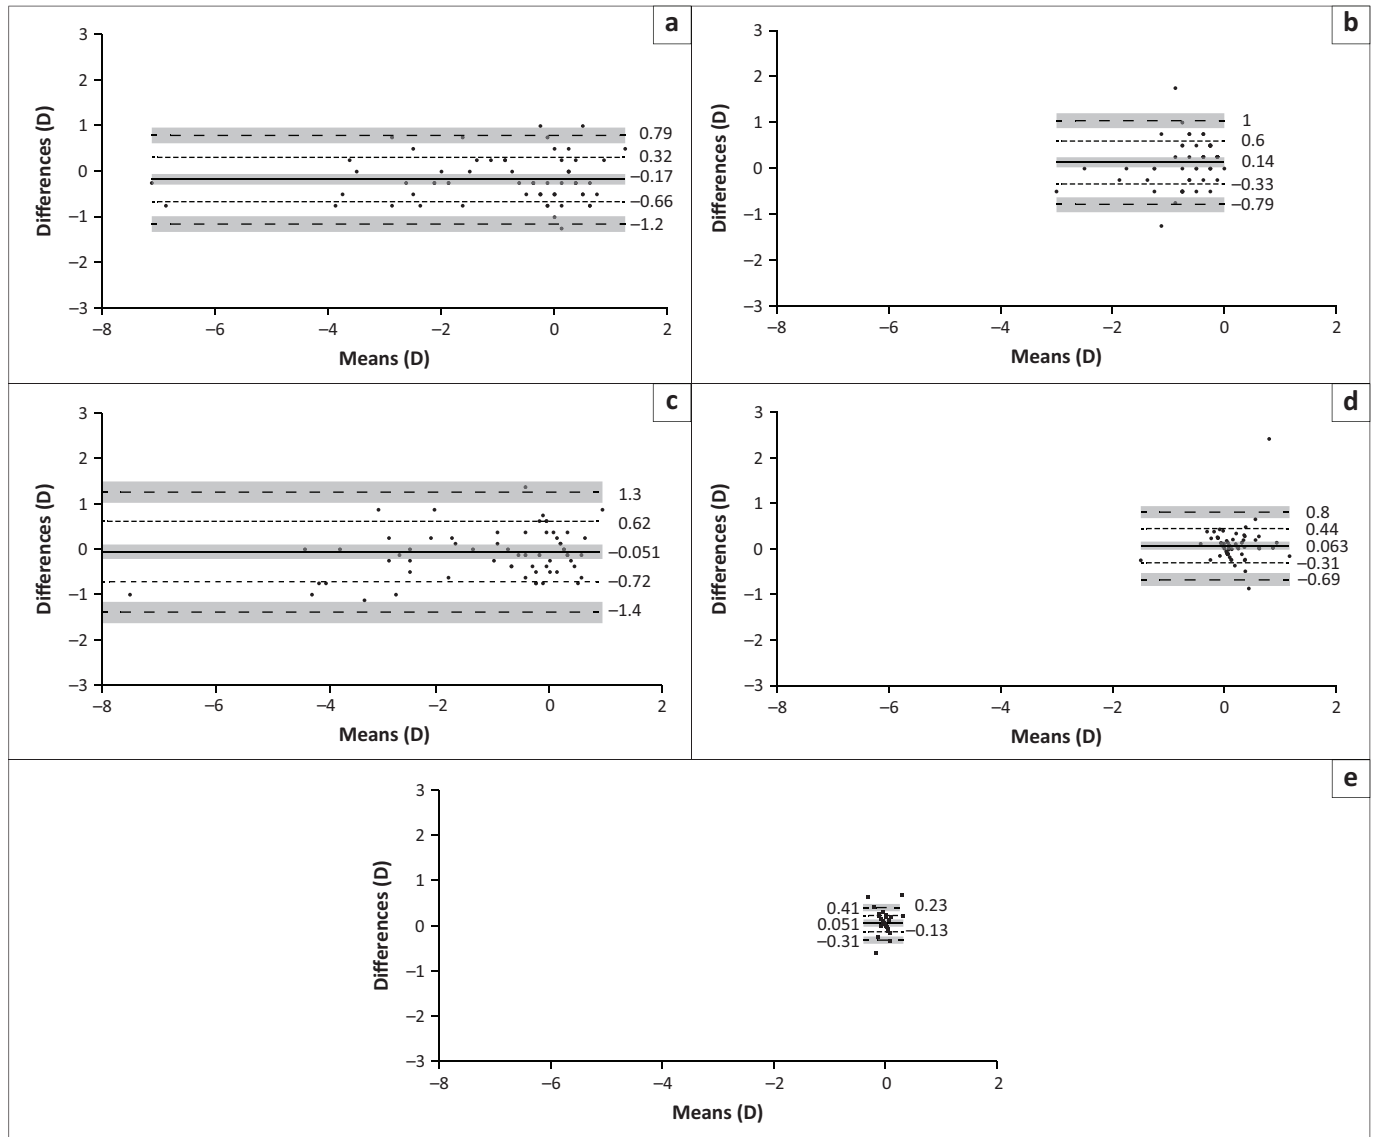 a
3
2
1
0
−1
−2
−3
Differences (D)
0.79
0.32
−0.17
−0.66
−1.2
−8 −6 −4 −2 0 2
Means (D)
b
3
2
1
0
−1
−2
−3
Differences (D)
1
0.6
0.14
−0.33
−0.79
−8 −6 −4 −2 0 2
Means (D)
c
3
2
1
0
−1
−2
−3
Differences (D)
1.3
0.62
−0.051
−0.72
−1.4
−8 −6 −4 −2 0 2
Means (D)
d
3
2
1
0
−1
−2
−3
Differences (D)
0.8
0.44
0.063
−0.31
−0.69
−8 −6 −4 −2 0 2
Means (D)
e
3
2
1
0
−1
−2
−3
Differences (D)
0.41 0.23
0.051
−0.13
−0.31
−8 −6 −4 −2 0 2
Means (D)